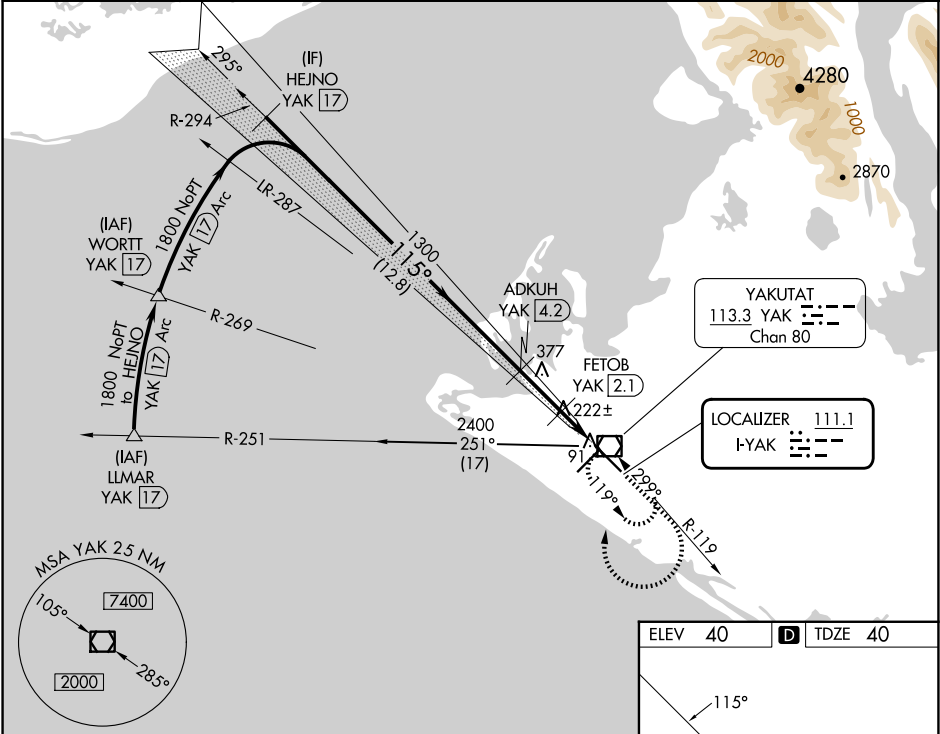 295°
(IF)
HEJNO
YAK 17
R-294
LR-287
1800 NoPT
YAK 17 Arc
(IAF)
WORTT
YAK 17
R-269
1800 NoPT
to HEJNO
YAK 17 Arc
1300
115°
(12.8)
ADKUH
YAK 4.2
377
FETOB
YAK 2.1
222±
91
2000
4280
1000
2870
YAKUTAT
113.3 YAK
Chan 80
LOCALIZER 111.1
I-YAK
R-251
2400
251°
(17)
(IAF)
LLMAR
YAK 17
119°
299°
R-119
MSA YAK 25 NM
105°
7400
2000
285°
ELEV 40 D TDZE 40
115°